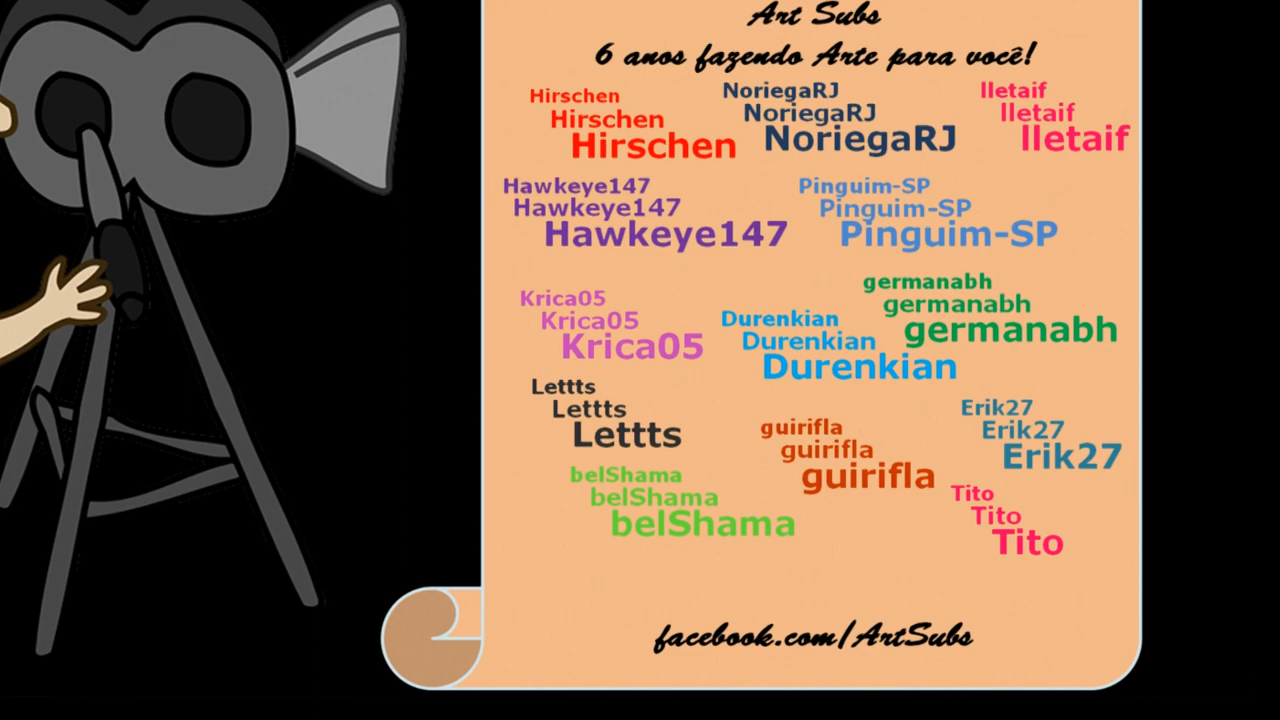 Art Subs
6 anos fazendo Arte para você!
Hirschen
Hirschen
Hirschen
NoriegaRJ
NoriegaRJ
NoriegaRJ
lletaif
lletaif
lletaif
Hawkeye147
Hawkeye147
Hawkeye147
Pinguim-SP
Pinguim-SP
Pinguim-SP
Krica05
Krica05
Krica05
Durenkian
Durenkian
Durenkian
germanabh
germanabh
germanabh
Lettts
Lettts
Lettts
guirifla
guirifla
guirifla
Erik27
Erik27
Erik27
belShama
belShama
belShama
Tito
Tito
Tito
facebook.com/ArtSubs